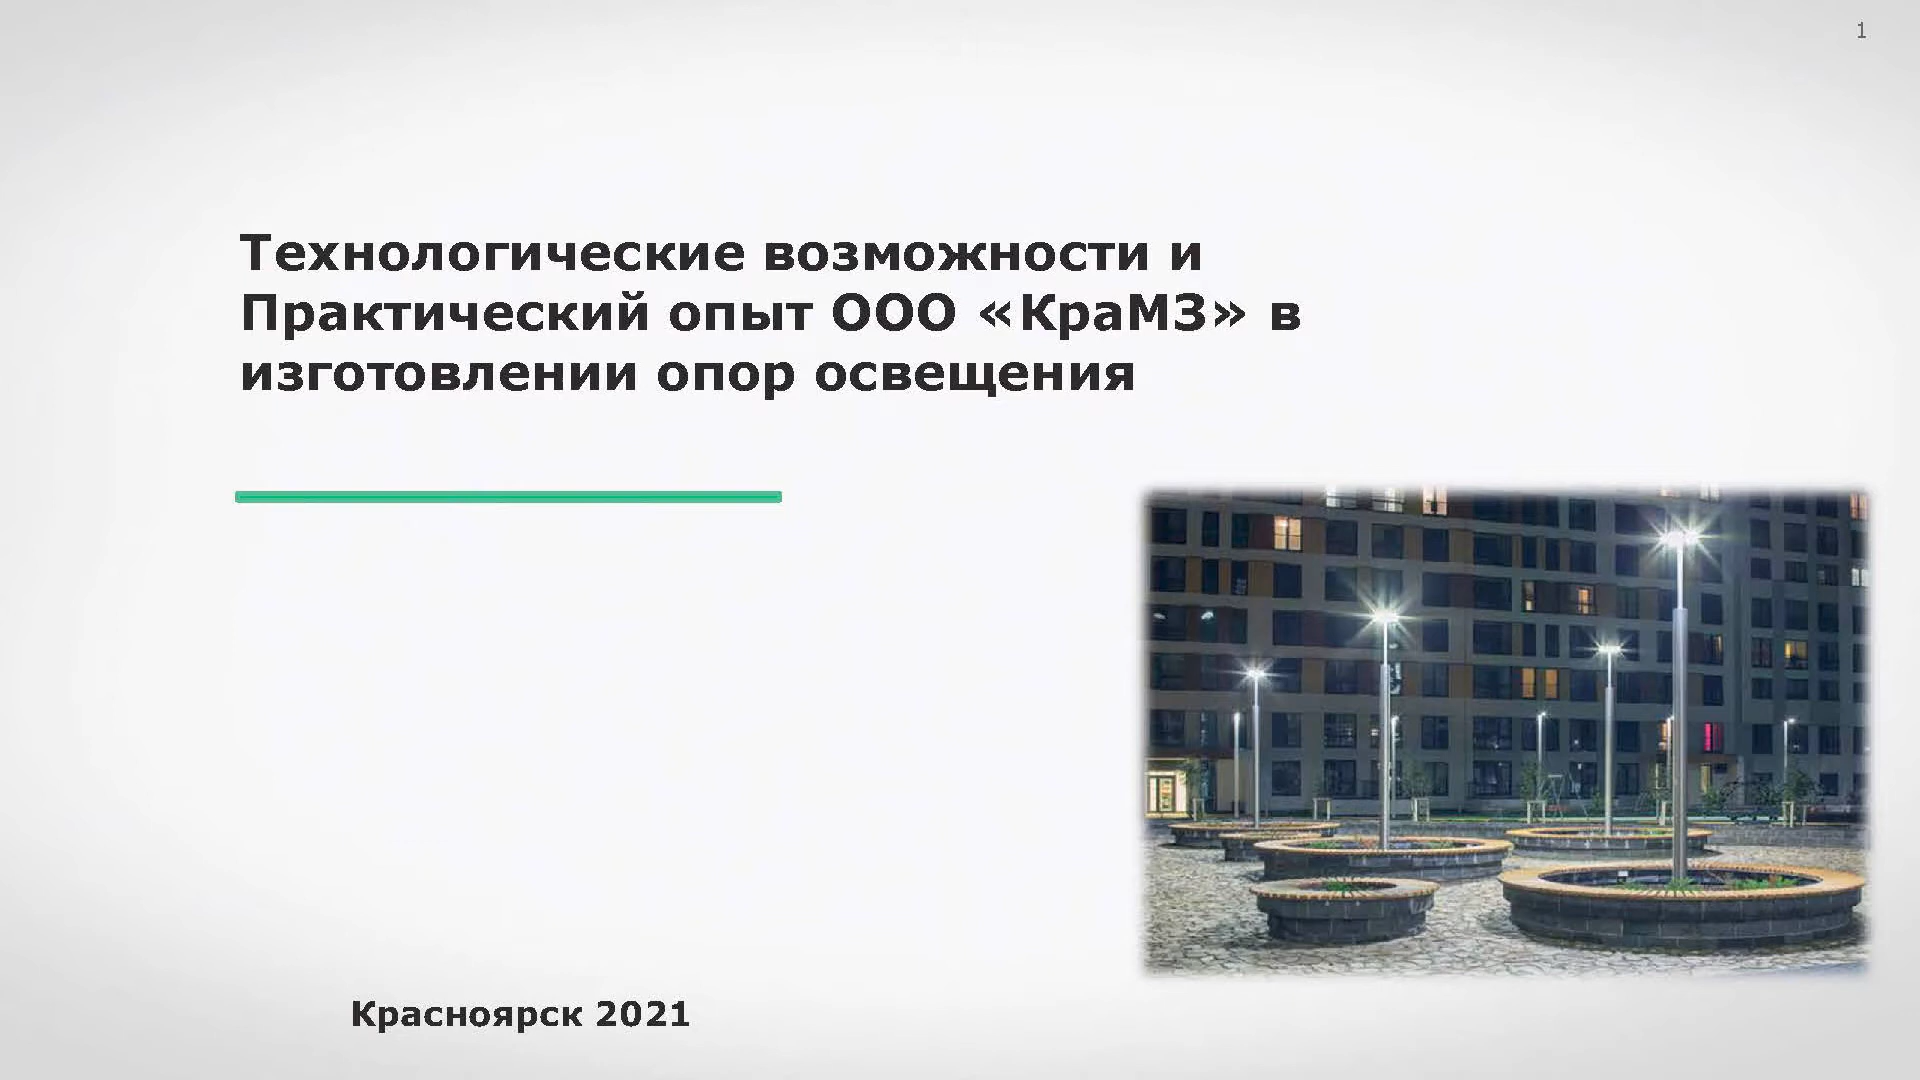 1
Технологические возможности и
Практический опыт ООО «КраМЗ» в
изготовлении опор освещения
Красноярск 2021